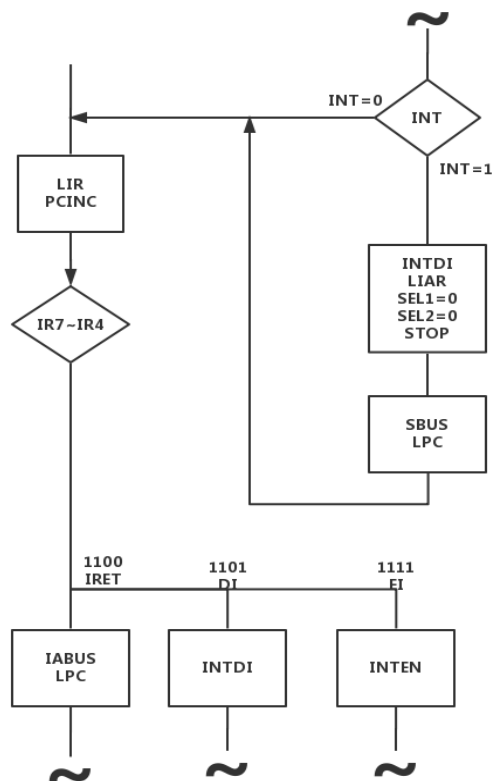 INT=0
INT
INT=1
LIR
PCINC
INTDI
LIAR
SEL1=0
SEL2=0
STOP
IR7~IR4
SBUS
LPC
1100
IRET
1101
DI
1111
EI
IABUS
LPC
INTDI
INTEN